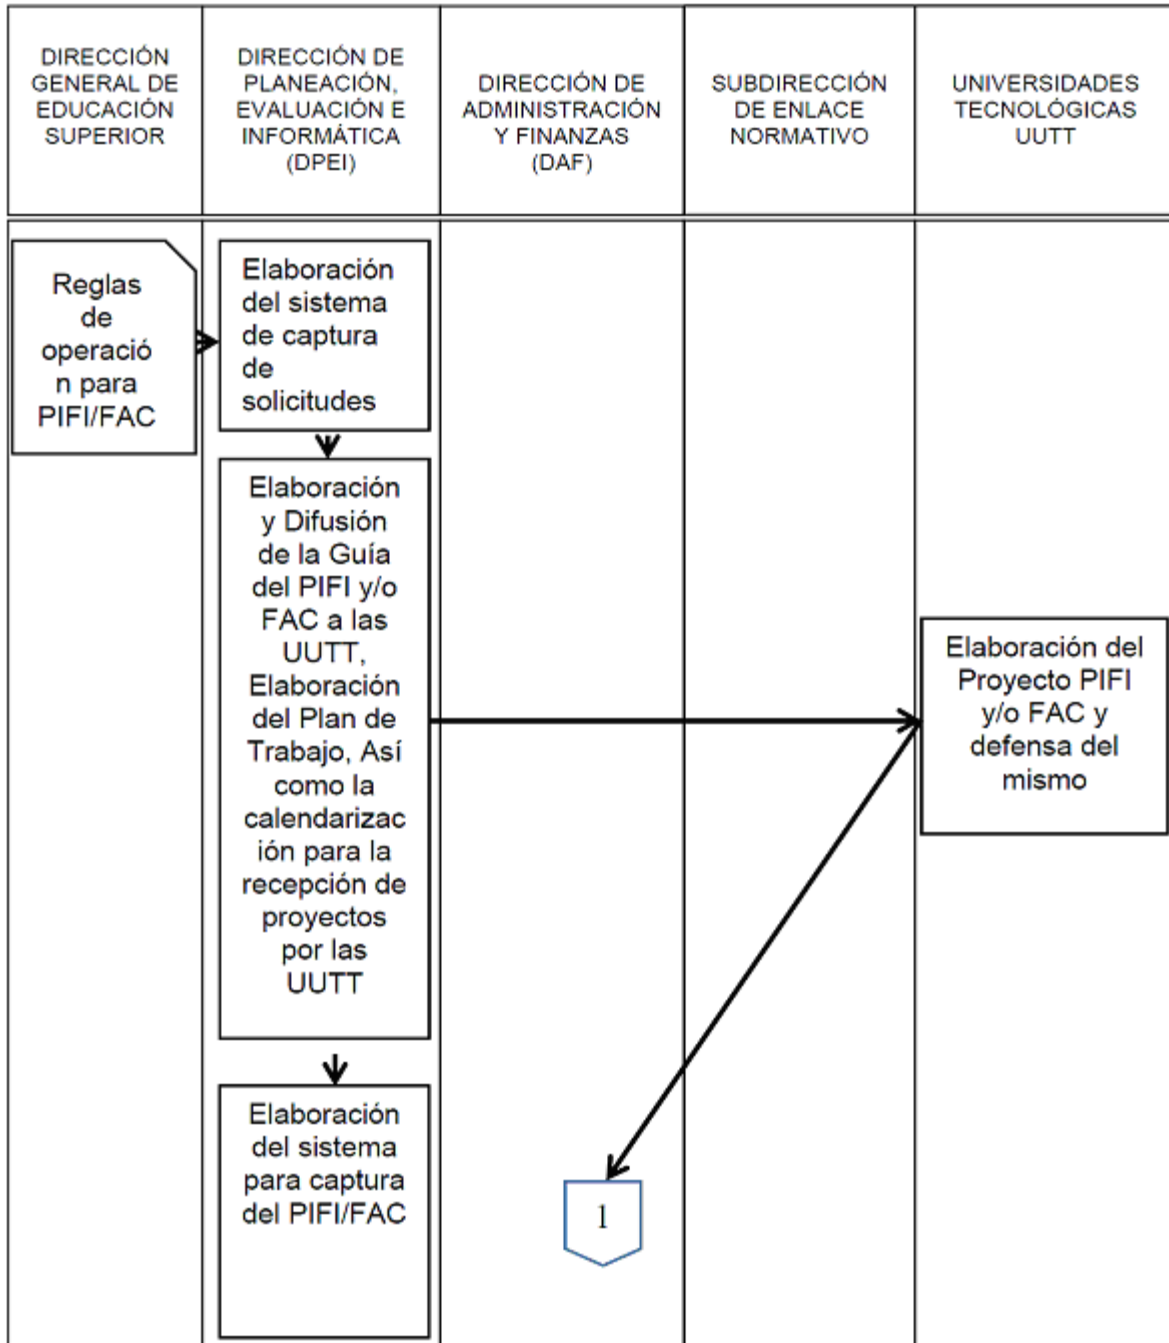 DIRECCIÓN
GENERAL DE
EDUCACIÓN
SUPERIOR
DIRECCIÓN DE
PLANEACIÓN,
EVALUACIÓN E
INFORMÁTICA
(DPEI)
DIRECCIÓN DE
ADMINISTRACIÓN
Y FINANZAS
(DAF)
SUBDIRECCIÓN
DE ENLACE
NORMATIVO
UNIVERSIDADES
TECNOLÓGICAS
UUTT
Reglas
de
operació
n para
PIFI/FAC
Elaboración
del sistema
de captura
de
solicitudes
Elaboración
y Difusión
de la Guía
del PIFI y/o
FAC a las
UUTT,
Elaboración
del Plan de
Trabajo, Así
como la
calendarizac
ión para la
recepción de
proyectos
por las
UUTT
Elaboración del
Proyecto PIFI
y/o FAC y
defensa del
mismo
Elaboración
del sistema
para captura
del PIFI/FAC
1